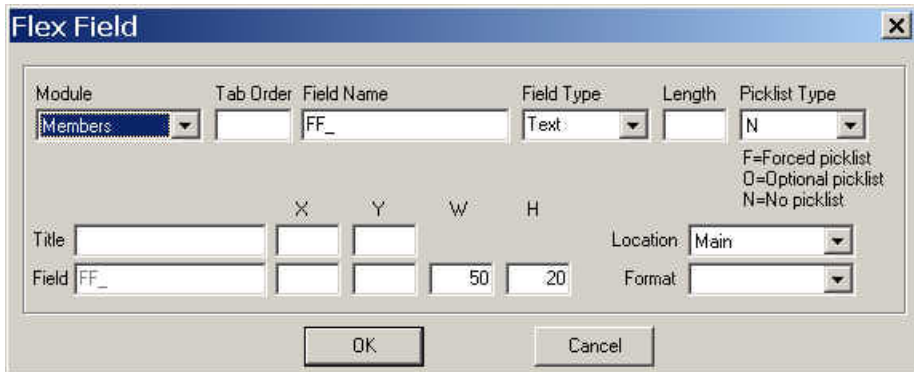 Flex Field
Module Tab Order Field Name Field Type Length Picklist Type
Members FF_ Text N
F=Forced picklist
O=Optional picklist
N=No picklist
X Y W H
Title Location Main
Field FF_ 50 20 Format
OK Cancel